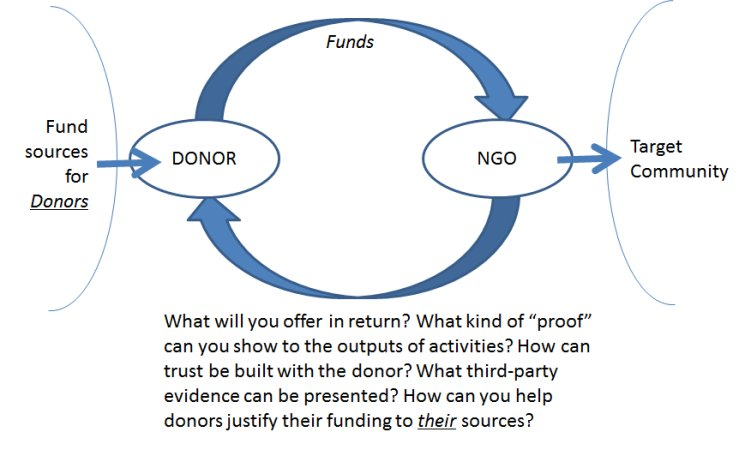 Funds
Fund
sources
for
Donors
DONOR
NGO
Target
Community
What will you offer in return? What kind of “proof”
can you show to the outputs of activities? How can
trust be built with the donor? What third-party
evidence can be presented? How can you help
donors justify their funding to their sources?